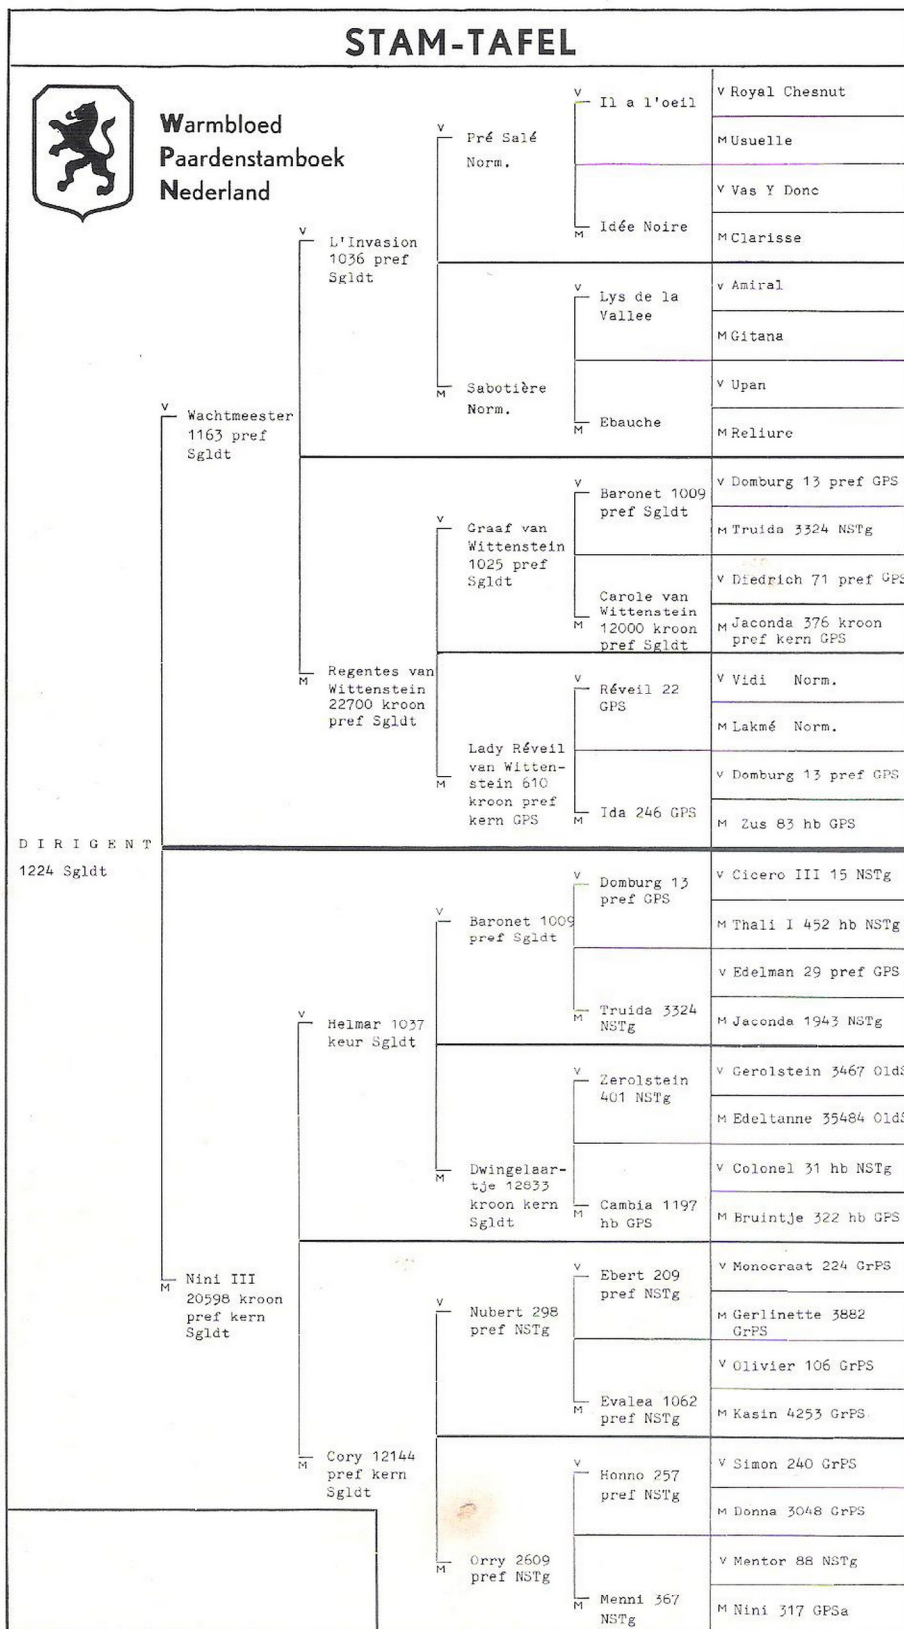 STAM-TAFEL
Warmbloed
Paardenstamboek
Nederland
DIRIGENT
1224 Sgldt
V Wachtmeester
1163 pref
Sgldt
M Nini III
20598 kroon
pref kern
Sgldt
V L'Invasion
1036 pref
Sgldt
M Regentes van
Wittenstein
22700 kroon
pref Sgldt
V Helmar 1037
keur Sgldt
M Cory 12144
pref kern
Sgldt
V Pré Salé
Norm.
M Sabotière
Norm.
V Graaf van
Wittenstein
1025 pref
Sgldt
M Lady Réveil
van Witten-
stein 610
kroon pref
kern GPS
V Baronet 1009
pref Sgldt
M Dwingelaar-
tje 12833
kroon kern
Sgldt
V Nubert 298
pref NSTg
M Orry 2609
pref NSTg
V Il a l'oeil
M Idée Noire
V Lys de la
Vallee
M Ebauche
V Baronet 1009
pref Sgldt
M Carole van
Wittenstein
12000 kroon
pref Sgldt
V Réveil 22
GPS
M Ida 246 GPS
V Domburg 13
pref GPS
M Truida 3324
NSTg
V Zerolstein
401 NSTg
M Cambia 1197
hb GPS
V Ebert 209
pref NSTg
M Evalea 1062
pref NSTg
V Honno 257
pref NSTg
M Menni 367
NSTg
V Royal Chesnut
M Usuelle
V Vas Y Donc
M Clarisse
V Amiral
M Gitana
V Upan
M Reliure
V Domburg 13 pref GPS
M Truida 3324 NSTg
V Diedrich 71 pref GPS
M Jaconda 376 kroon
pref kern GPS
V Vidi Norm.
M Lakmé Norm.
V Domburg 13 pref GPS
M Zus 83 hb GPS
V Cicero III 15 NSTg
M Thali I 452 hb NSTg
V Edelman 29 pref GPS
M Jaconda 1943 NSTg
V Gerolstein 3467 OldS
M Edeltanne 35484 OldS
V Colonel 31 hb NSTg
M Bruintje 322 hb GPS
V Monocraat 224 GrPS
M Gerlinette 3882
GrPS
V Olivier 106 GrPS
M Kasin 4253 GrPS
V Simon 240 GrPS
M Donna 3048 GrPS
V Mentor 88 NSTg
M Nini 317 GPSa